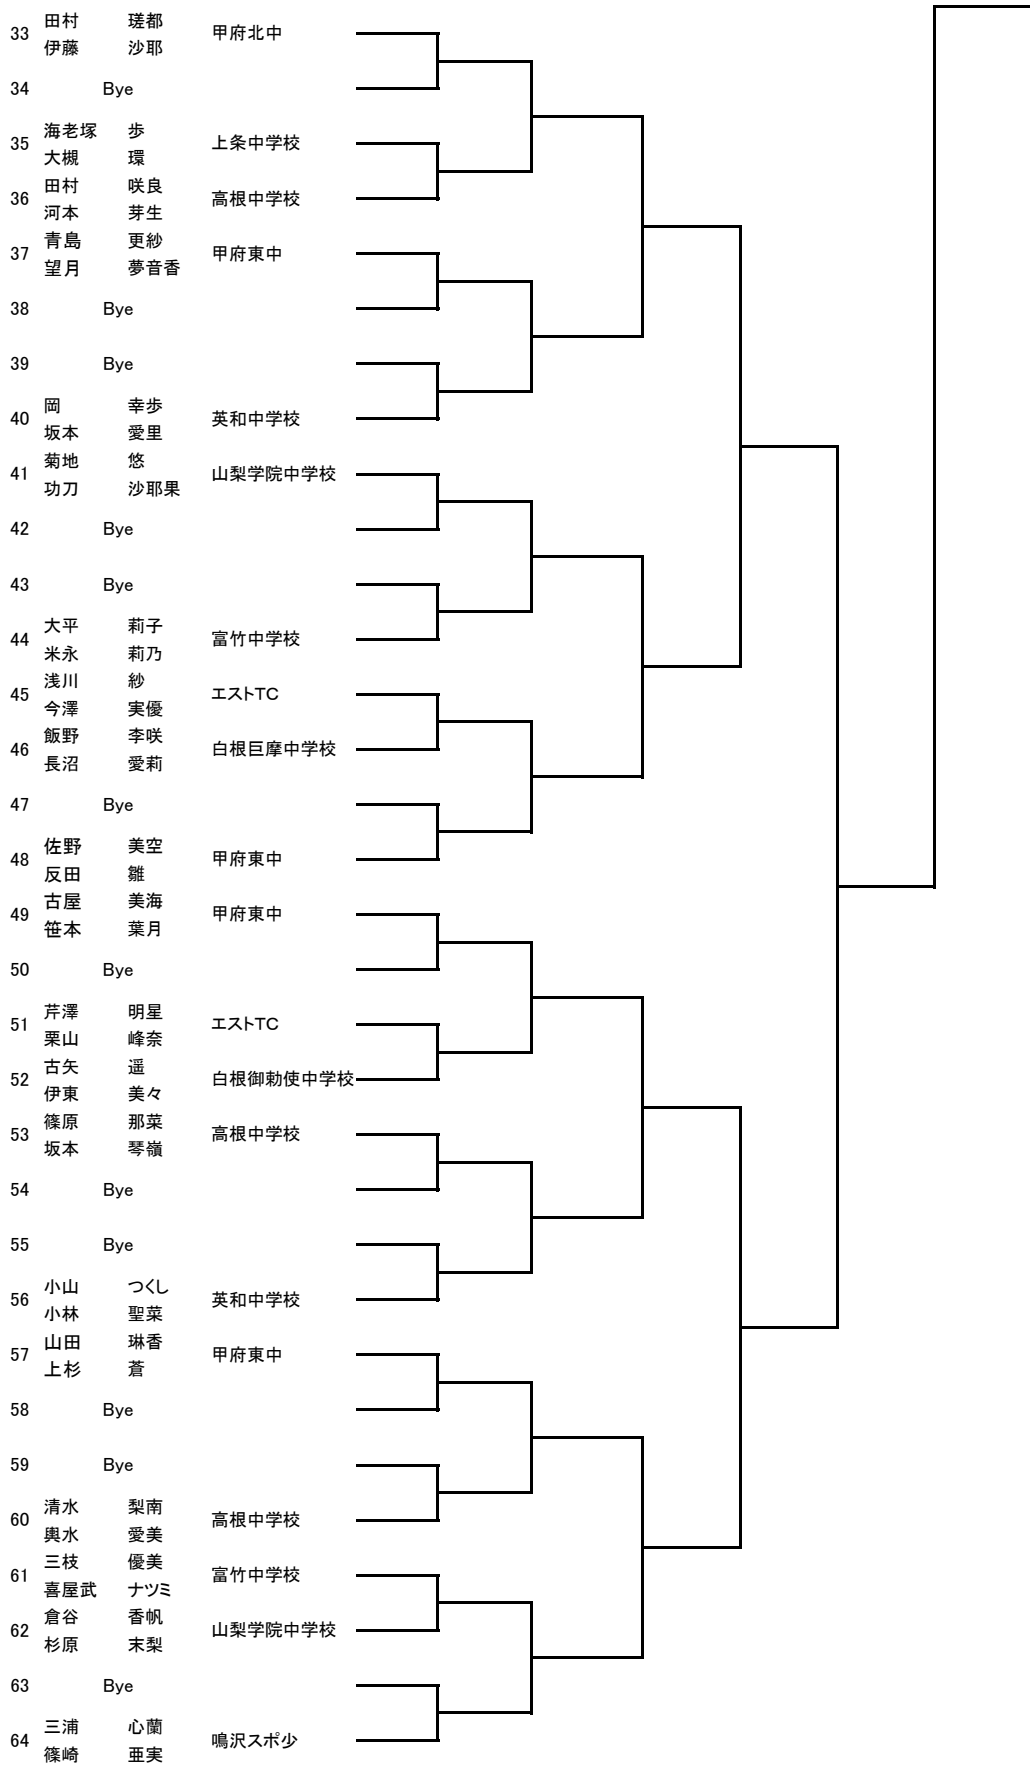 田村 瑳都
33 甲府北中
伊藤 沙耶
34 Bye
海老塚 歩
35 上条中学校
大槻 環
田村 咲良
36 高根中学校
河本 芽生
青島 更紗
37 甲府東中
望月 夢音香
38 Bye
39 Bye
岡 幸歩
40 英和中学校
坂本 愛里
菊地 悠
41 山梨学院中学校
功刀 沙耶果
42 Bye
43 Bye
大平 莉子
44 富竹中学校
米永 莉乃
浅川 紗
45 エストTC
今澤 実優
飯野 李咲
46 白根巨摩中学校
長沼 愛莉
47 Bye
佐野 美空
48 甲府東中
反田 雛
古屋 美海
49 甲府東中
笹本 葉月
50 Bye
芹澤 明星
51 エストTC
栗山 峰奈
古矢 遥
52 白根御勅使中学校
伊東 美々
篠原 那菜
53 高根中学校
坂本 琴嶺
54 Bye
55 Bye
小山 つくし
56 英和中学校
小林 聖菜
山田 琳香
57 甲府東中
上杉 蒼
58 Bye
59 Bye
清水 梨南
60 高根中学校
輿水 愛美
三枝 優美
61 富竹中学校
喜屋武 ナツミ
倉谷 香帆
62 山梨学院中学校
杉原 末梨
63 Bye
三浦 心蘭
64 鳴沢スポ少
篠崎 亜実